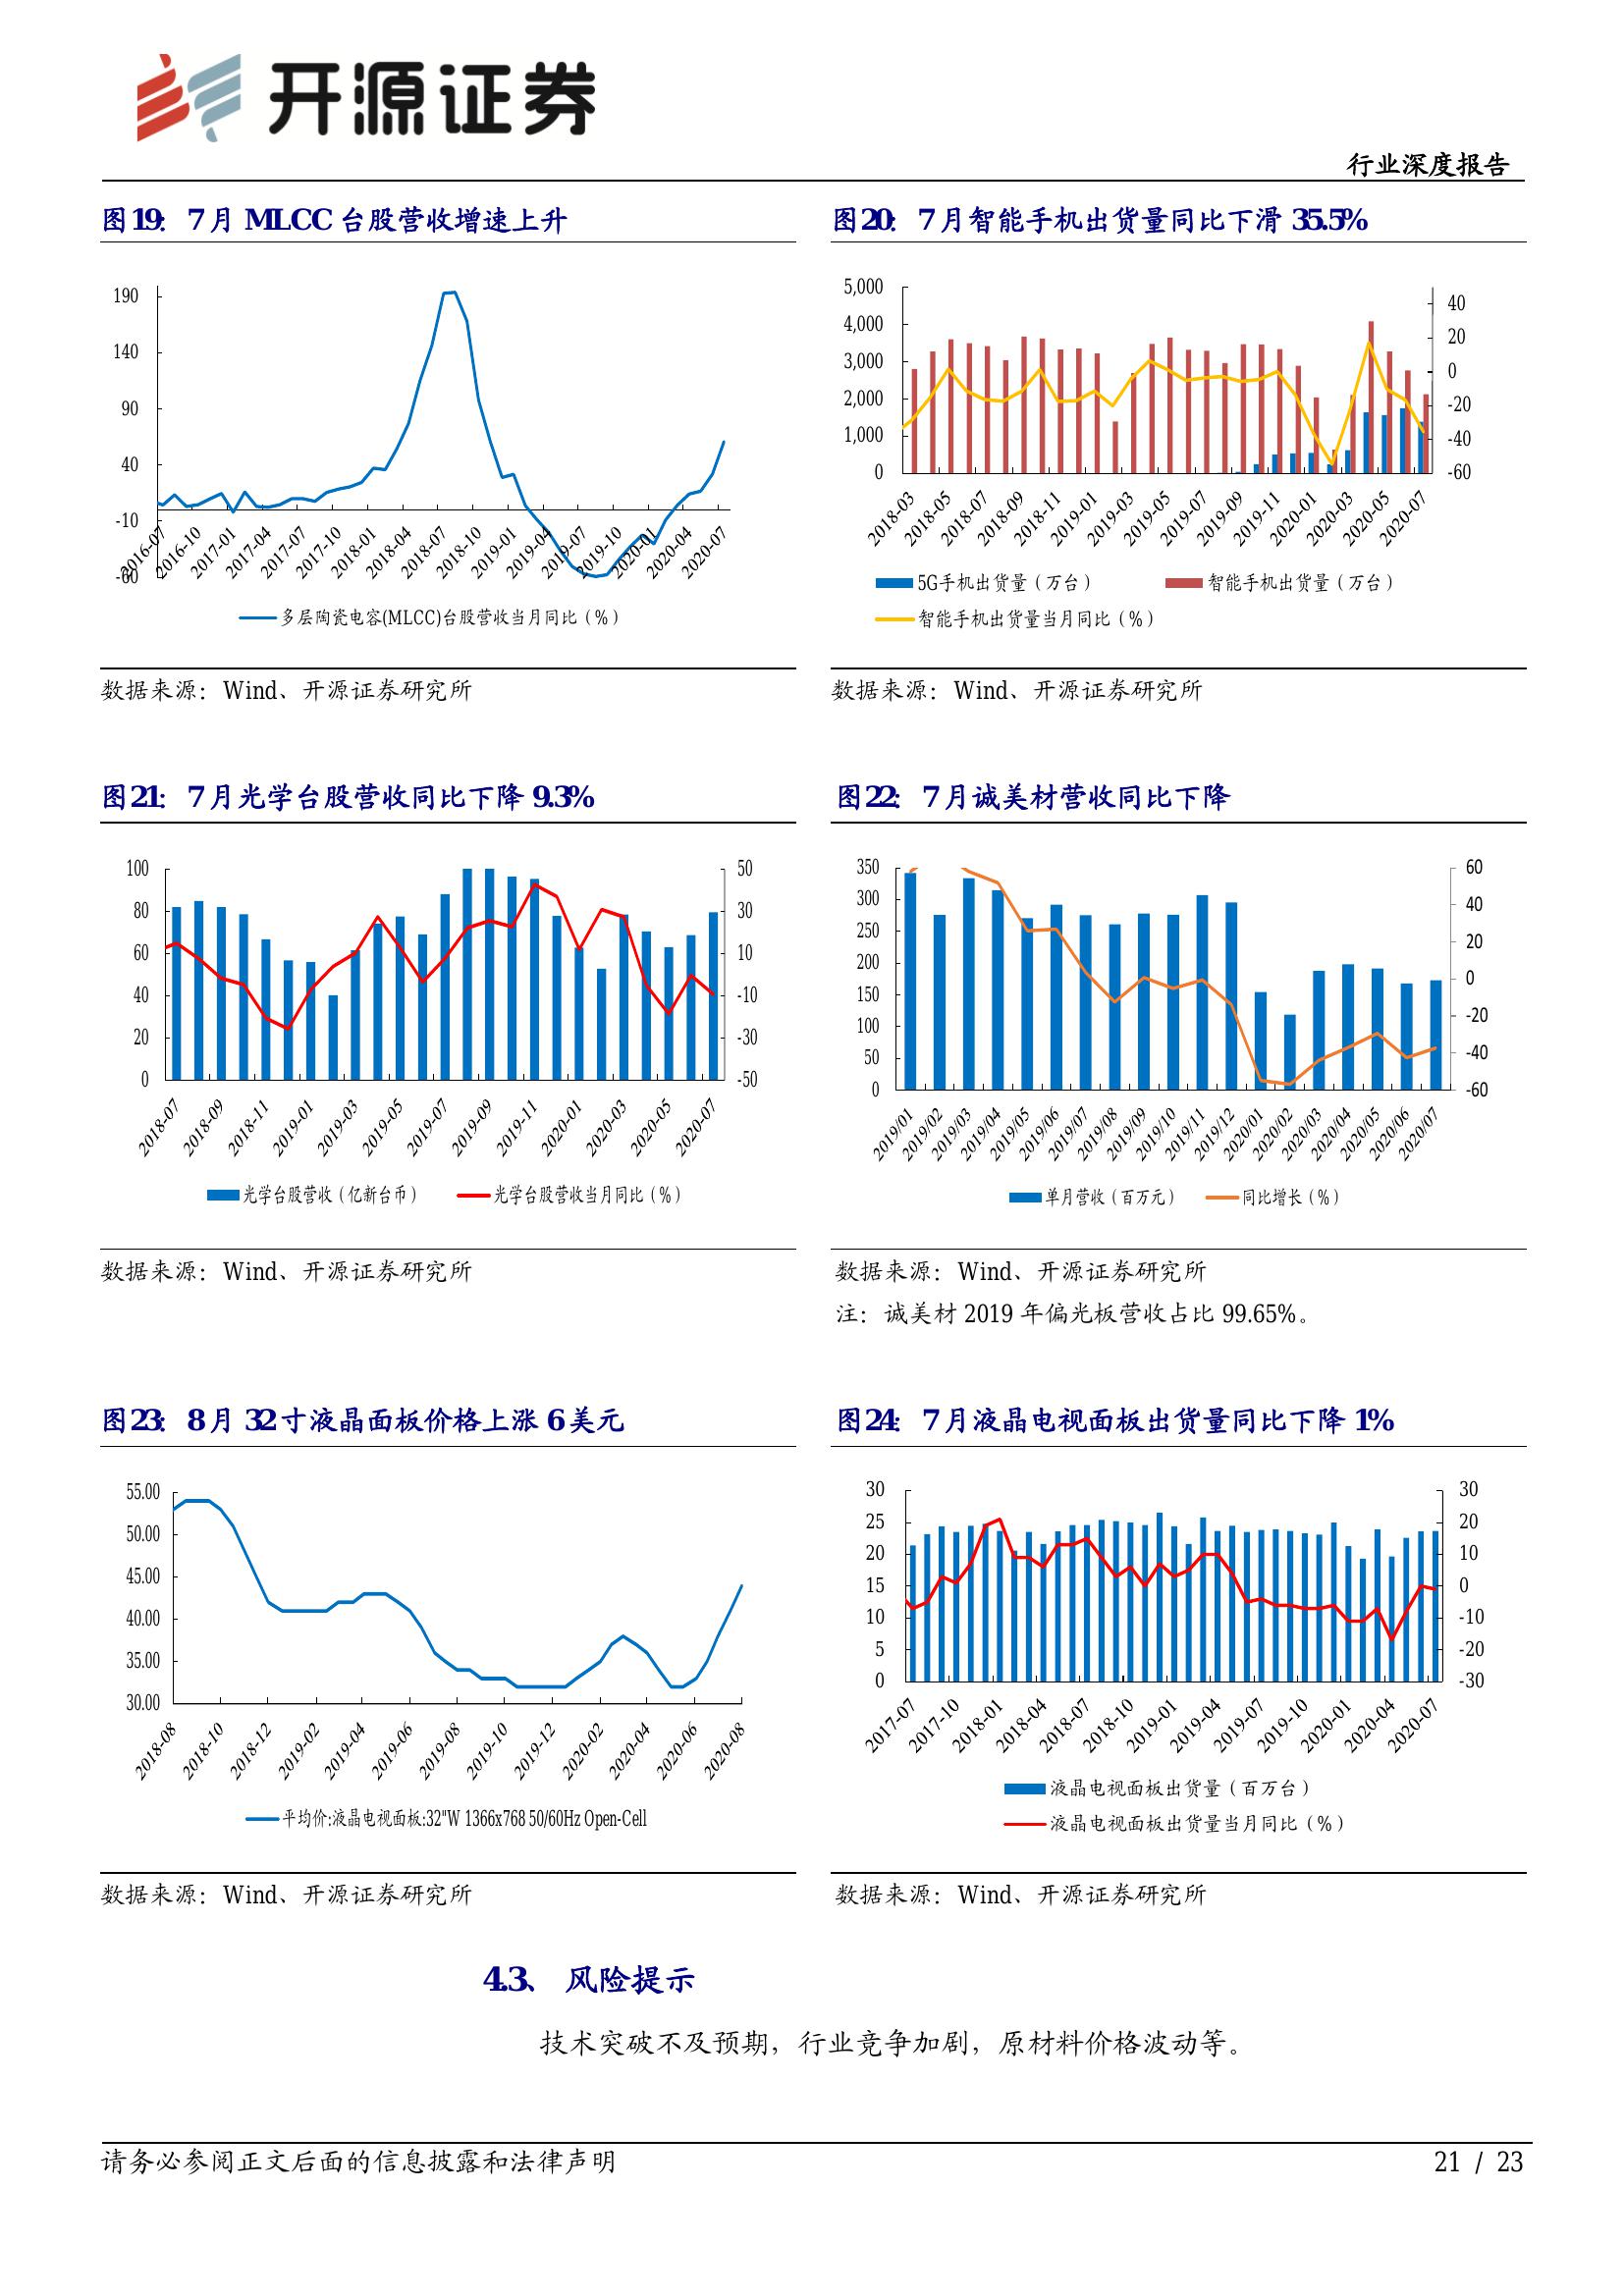 开源证券
行业深度报告
图19： 7月 MLCC 台股营收增速上升
190
140
90
40
-10
-60
2016-07 2016-10 2017-01 2017-04 2017-07 2017-10 2018-01 2018-04 2018-07 2018-10 2019-01 2019-04 2019-07 2019-10 2020-01 2020-04 2020-07
多层陶瓷电容(MLCC)台股营收当月同比（%）
数据来源：Wind、开源证券研究所
图20： 7月智能手机出货量同比下滑 35.5%
5,000
4,000
3,000
2,000
1,000
0
40
20
0
-20
-40
-60
2018-03 2018-05 2018-07 2018-09 2018-11 2019-01 2019-03 2019-05 2019-07 2019-09 2019-11 2020-01 2020-03 2020-05 2020-07
5G手机出货量（万台） 智能手机出货量（万台）
智能手机出货量当月同比（%）
数据来源：Wind、开源证券研究所
图21： 7月光学台股营收同比下降 9.3%
100
80
60
40
20
0
50
30
10
-10
-30
-50
2018-07 2018-09 2018-11 2019-01 2019-03 2019-05 2019-07 2019-09 2019-11 2020-01 2020-03 2020-05 2020-07
光学台股营收（亿新台币） 光学台股营收当月同比（%）
数据来源：Wind、开源证券研究所
图22： 7月诚美材营收同比下降
350
300
250
200
150
100
50
0
60
40
20
0
-20
-40
-60
2019/01 2019/02 2019/03 2019/04 2019/05 2019/06 2019/07 2019/08 2019/09 2019/10 2019/11 2019/12 2020/01 2020/02 2020/03 2020/04 2020/05 2020/06 2020/07
单月营收（百万元） 同比增长（%）
数据来源：Wind、开源证券研究所
注：诚美材 2019 年偏光板营收占比 99.65%。
图23： 8月 32寸液晶面板价格上涨 6美元
55.00
50.00
45.00
40.00
35.00
30.00
2018-08 2018-10 2018-12 2019-02 2019-04 2019-06 2019-08 2019-10 2019-12 2020-02 2020-04 2020-06 2020-08
平均价:液晶电视面板:32"W 1366x768 50/60Hz Open-Cell
数据来源：Wind、开源证券研究所
图24： 7月液晶电视面板出货量同比下降 1%
30
25
20
15
10
5
0
30
20
10
0
-10
-20
-30
2017-07 2017-10 2018-01 2018-04 2018-07 2018-10 2019-01 2019-04 2019-07 2019-10 2020-01 2020-04 2020-07
液晶电视面板出货量（百万台）
液晶电视面板出货量当月同比（%）
数据来源：Wind、开源证券研究所
4.3、 风险提示
技术突破不及预期，行业竞争加剧，原材料价格波动等。
请务必参阅正文后面的信息披露和法律声明
21 / 23